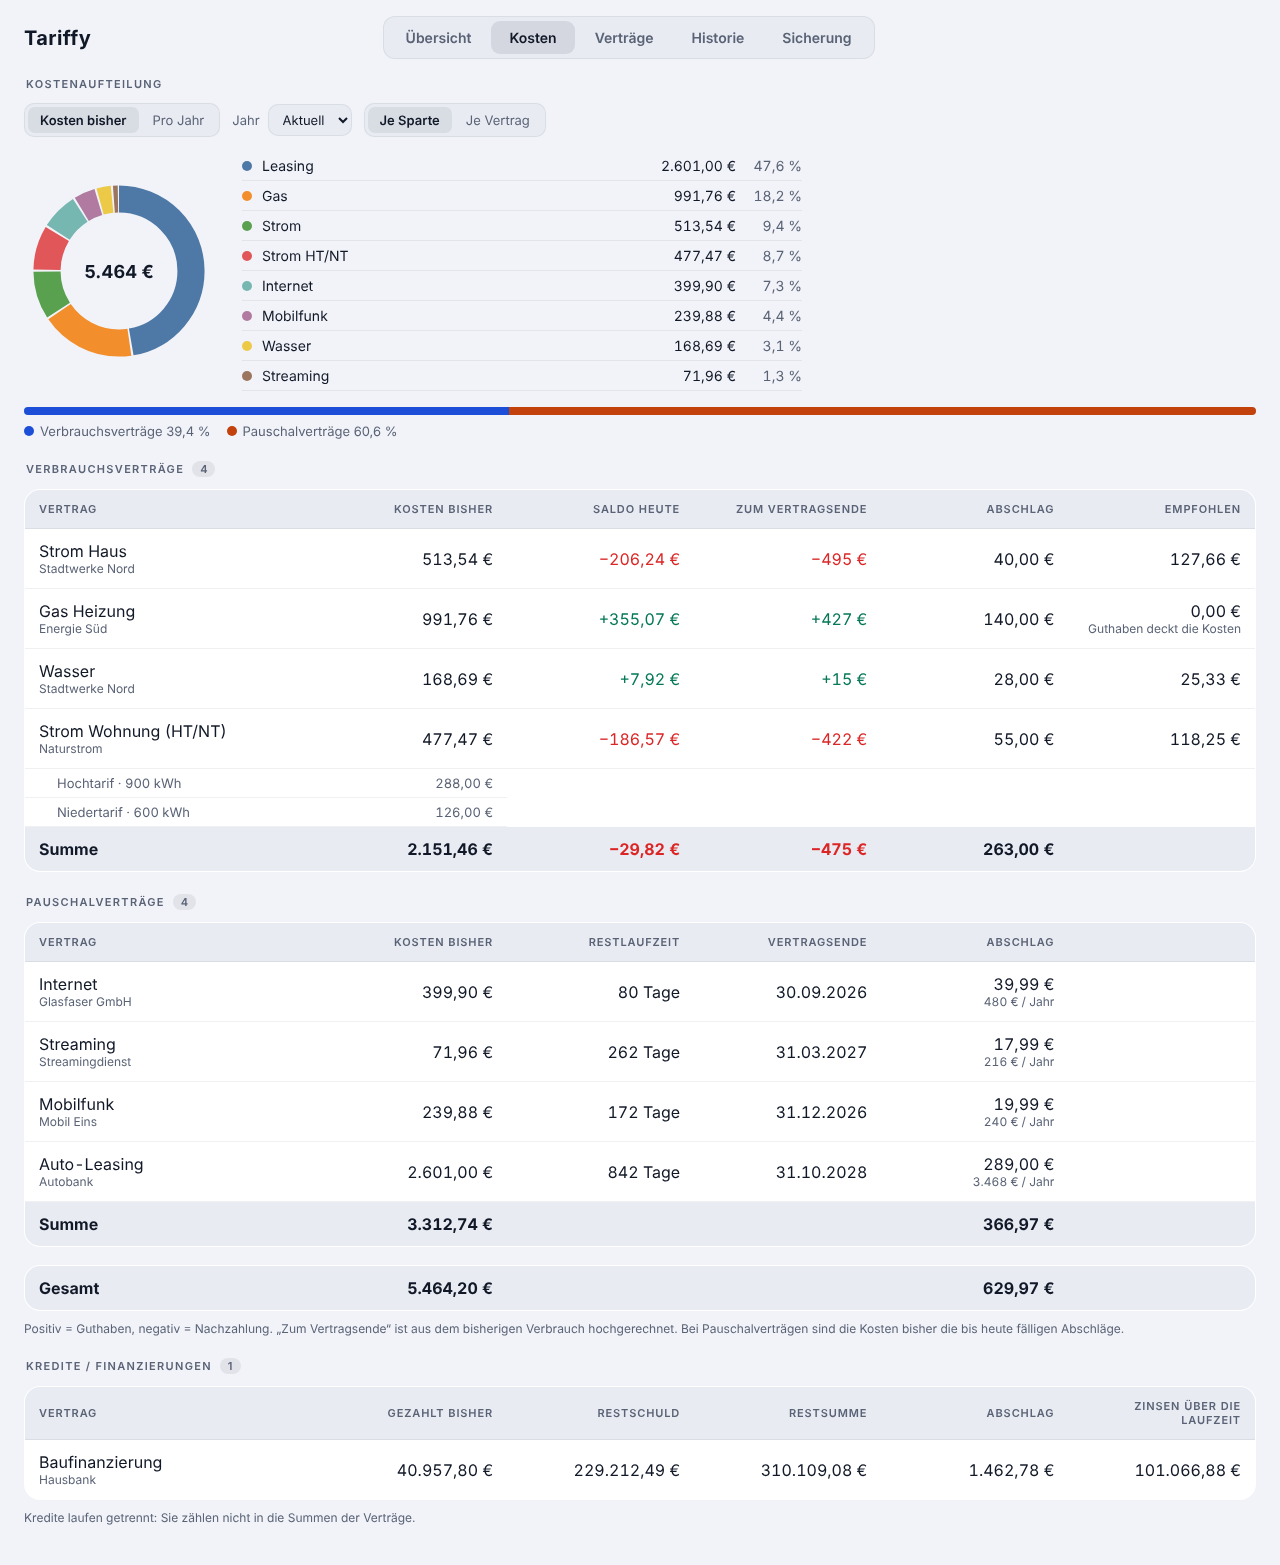 Tariffy
Übersicht Kosten Verträge Historie Sicherung
KOSTENAUFTEILUNG
Kosten bisher Pro Jahr Jahr Aktuell Je Sparte Je Vertrag
5.464 €
Leasing 2.601,00 € 47,6 %
Gas 991,76 € 18,2 %
Strom 513,54 € 9,4 %
Strom HT/NT 477,47 € 8,7 %
Internet 399,90 € 7,3 %
Mobilfunk 239,88 € 4,4 %
Wasser 168,69 € 3,1 %
Streaming 71,96 € 1,3 %
Verbrauchsverträge 39,4 % Pauschalverträge 60,6 %
VERBRAUCHSVERTRÄGE 4
VERTRAG KOSTEN BISHER SALDO HEUTE ZUM VERTRAGSENDE ABSCHLAG EMPFOHLEN
Strom Haus 513,54 € −206,24 € −495 € 40,00 € 127,66 €
Stadtwerke Nord
Gas Heizung 991,76 € +355,07 € +427 € 140,00 € 0,00 €
Energie Süd Guthaben deckt die Kosten
Wasser 168,69 € +7,92 € +15 € 28,00 € 25,33 €
Stadtwerke Nord
Strom Wohnung (HT/NT) 477,47 € −186,57 € −422 € 55,00 € 118,25 €
Naturstrom
Hochtarif · 900 kWh 288,00 €
Niedertarif · 600 kWh 126,00 €
Summe 2.151,46 € −29,82 € −475 € 263,00 €
PAUSCHALVERTRÄGE 4
VERTRAG KOSTEN BISHER RESTLAUFZEIT VERTRAGSENDE ABSCHLAG
Internet 399,90 € 80 Tage 30.09.2026 39,99 €
Glasfaser GmbH 480 € / Jahr
Streaming 71,96 € 262 Tage 31.03.2027 17,99 €
Streamingdienst 216 € / Jahr
Mobilfunk 239,88 € 172 Tage 31.12.2026 19,99 €
Mobil Eins 240 € / Jahr
Auto-Leasing 2.601,00 € 842 Tage 31.10.2028 289,00 €
Autobank 3.468 € / Jahr
Summe 3.312,74 € 366,97 €
Gesamt 5.464,20 € 629,97 €
Positiv = Guthaben, negativ = Nachzahlung. „Zum Vertragsende“ ist aus dem bisherigen Verbrauch hochgerechnet. Bei Pauschalverträgen sind die Kosten bisher die bis heute fälligen Abschläge.
KREDITE / FINANZIERUNGEN 1
VERTRAG GEZAHLT BISHER RESTSCHULD RESTSUMME ABSCHLAG ZINSEN ÜBER DIE
LAUFZEIT
Baufinanzierung 40.957,80 € 229.212,49 € 310.109,08 € 1.462,78 € 101.066,88 €
Hausbank
Kredite laufen getrennt: Sie zählen nicht in die Summen der Verträge.